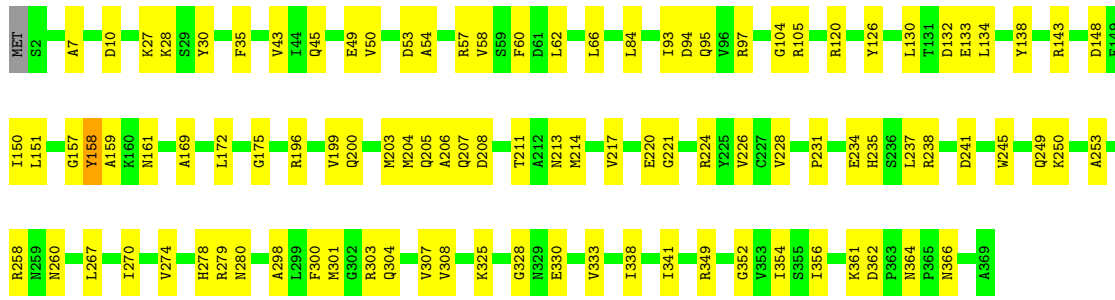 MET S2 A7 D10 K27 K28 S29 Y30 F35 V43 I44 Q45 E49 V50 D53 A54 R57 V58 S59 F60 D61 L62 L66 L84 I93 D94 Q95 V96 R97 G104 R105 R120 Y126 L130 T131 D132 E133 L134 Y138 R143 D148 E149
I150 L151 G157 Y158 A159 K160 N161 A169 L172 G175 R196 V199 Q200 M203 M204 Q205 A206 Q207 D208 T211 A212 N213 M214 V217 E220 G221 R224 Y225 V226 C227 V228 P231 E234 H235 S236 L237 R238 D241 W245 Q249 K250 A253
R258 N259 N260 L267 I270 V274 H278 R279 N280 A298 L299 F300 M301 G302 R303 Q304 V307 V308 K325 G328 N329 E330 V333 I338 I341 R349 G352 V353 I354 S355 I356 K361 D362 P363 N364 P365 N366 A369